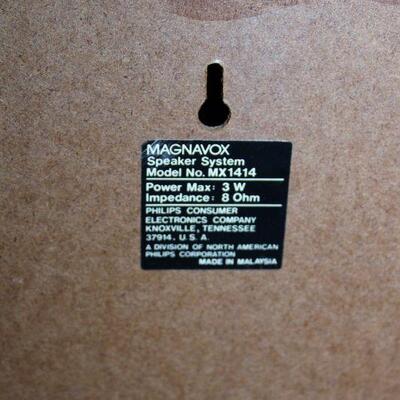 MAGNAVOX
Speaker System
Model No. MX1414
Power Max: 3 W
Impedance: 8 Ohm
PHILIPS CONSUMER
ELECTRONICS COMPANY
KNOXVILLE, TENNESSEE
37914. U. S. A
A DIVISION OF NORTH AMERICAN
PHILIPS CORPORATION
MADE IN MALAYSIA